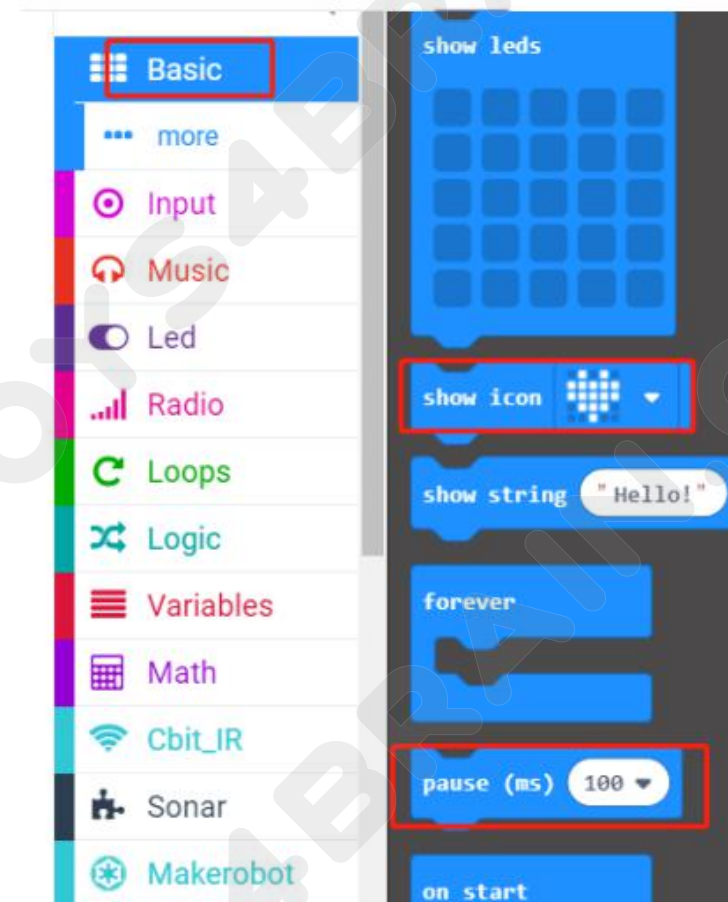 Basic
more
Input
Music
Led
Radio
Loops
Logic
Variables
Math
Cbit_IR
Sonar
Makerobot
show leds
show icon
show string "Hello!"
forever
pause (ms) 100
on start